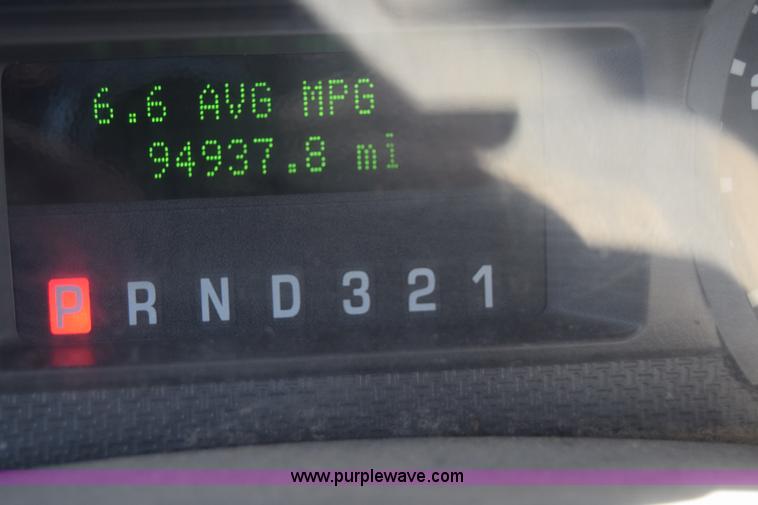 6.6 AVG MPG
94937.8 mi
P R N D 3 2 1
www.purplewave.com